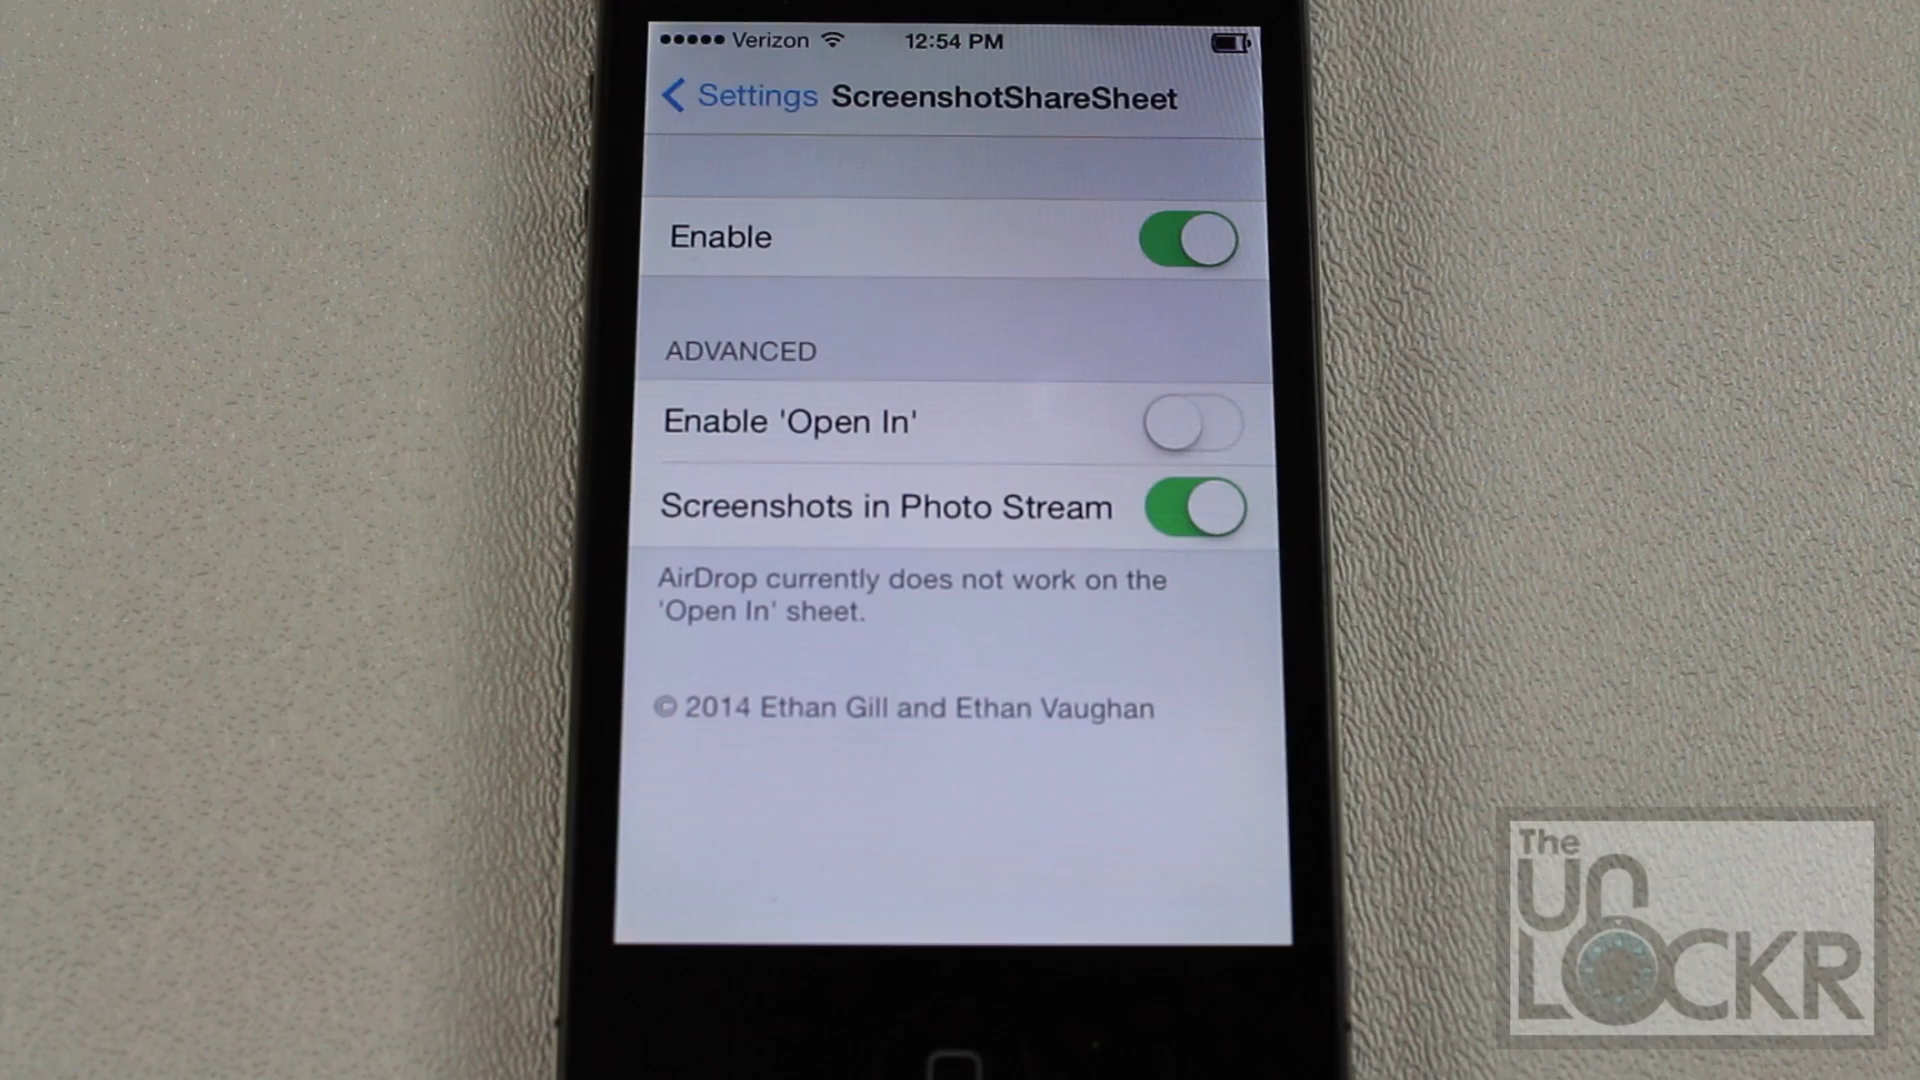 Verizon 12:54 PM
Settings ScreenshotShareSheet
Enable
ADVANCED
Enable 'Open In'
Screenshots in Photo Stream
AirDrop currently does not work on the
'Open In' sheet.
© 2014 Ethan Gill and Ethan Vaughan
The
UN
LOCKR